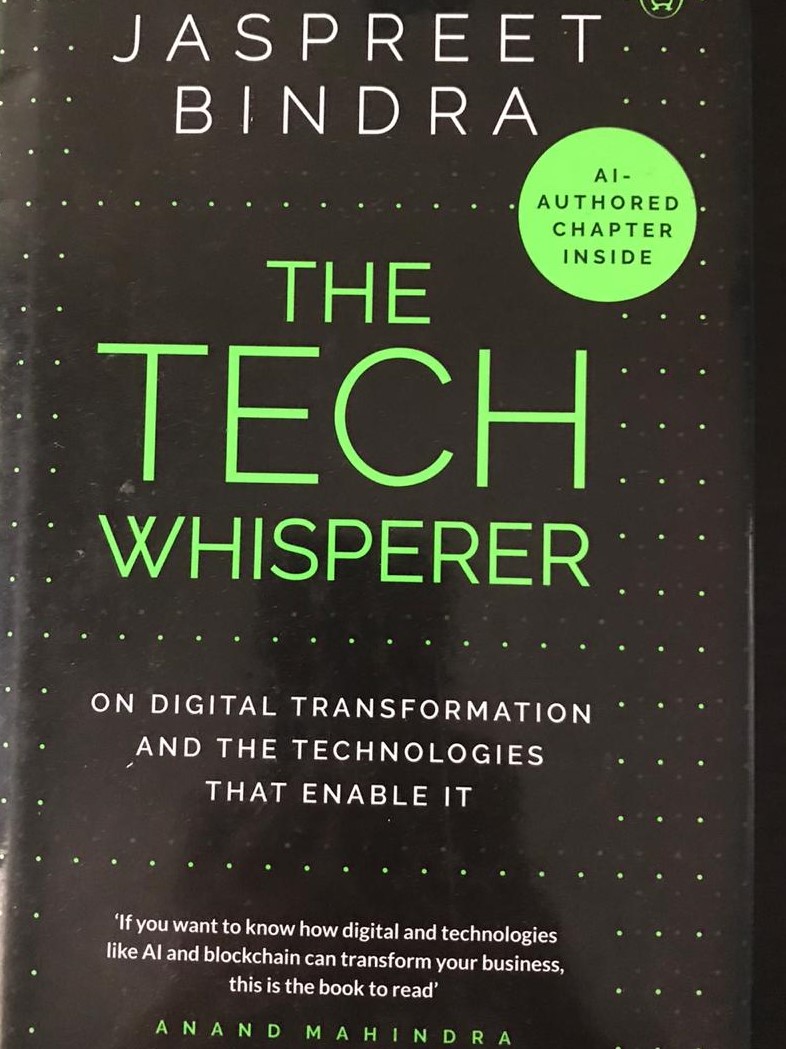 JASPREET
BINDRA
AI-
AUTHORED
CHAPTER
INSIDE
THE
TECH
WHISPERER
ON DIGITAL TRANSFORMATION
AND THE TECHNOLOGIES
THAT ENABLE IT
‘If you want to know how digital and technologies
like AI and blockchain can transform your business,
this is the book to read’
ANAND MAHINDRA